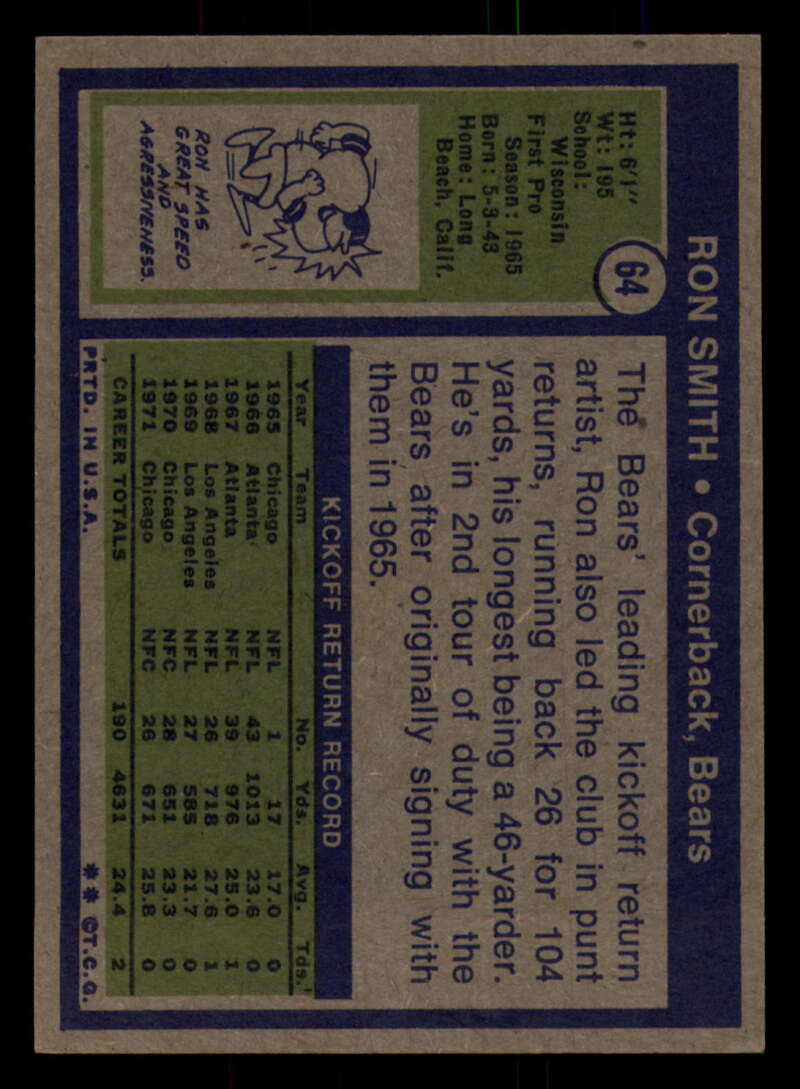 RON SMITH • Cornerback, Bears
64
Ht: 6'1"
Wt: 195
School:
Wisconsin
First Pro
Season: 1965
Born: 5-3-43
Home: Long
Beach, Calif.
RON HAS
GREAT SPEED
AND
AGRESSIVENESS.
The Bears' leading kickoff return
artist, Ron also led the club in punt
returns, running back 26 for 104
yards, his longest being a 46-yarder.
He's in 2nd tour of duty with the
Bears after originally signing with
them in 1965.
KICKOFF RETURN RECORD
Year Team No. Yds. Avg. Tds.
1965 Chicago NFL 1 17 17.0 0
1966 Atlanta NFL 43 1013 23.6 0
1967 Atlanta NFL 39 976 25.0 1
1968 Los Angeles NFL 26 718 27.6 1
1969 Los Angeles NFL 27 585 21.7 0
1970 Chicago NFC 28 651 23.3 0
1971 Chicago NFC 26 671 25.8 0
CAREER TOTALS 190 4631 24.4 2
PRTD. IN U.S.A. ** ©T.C.G.